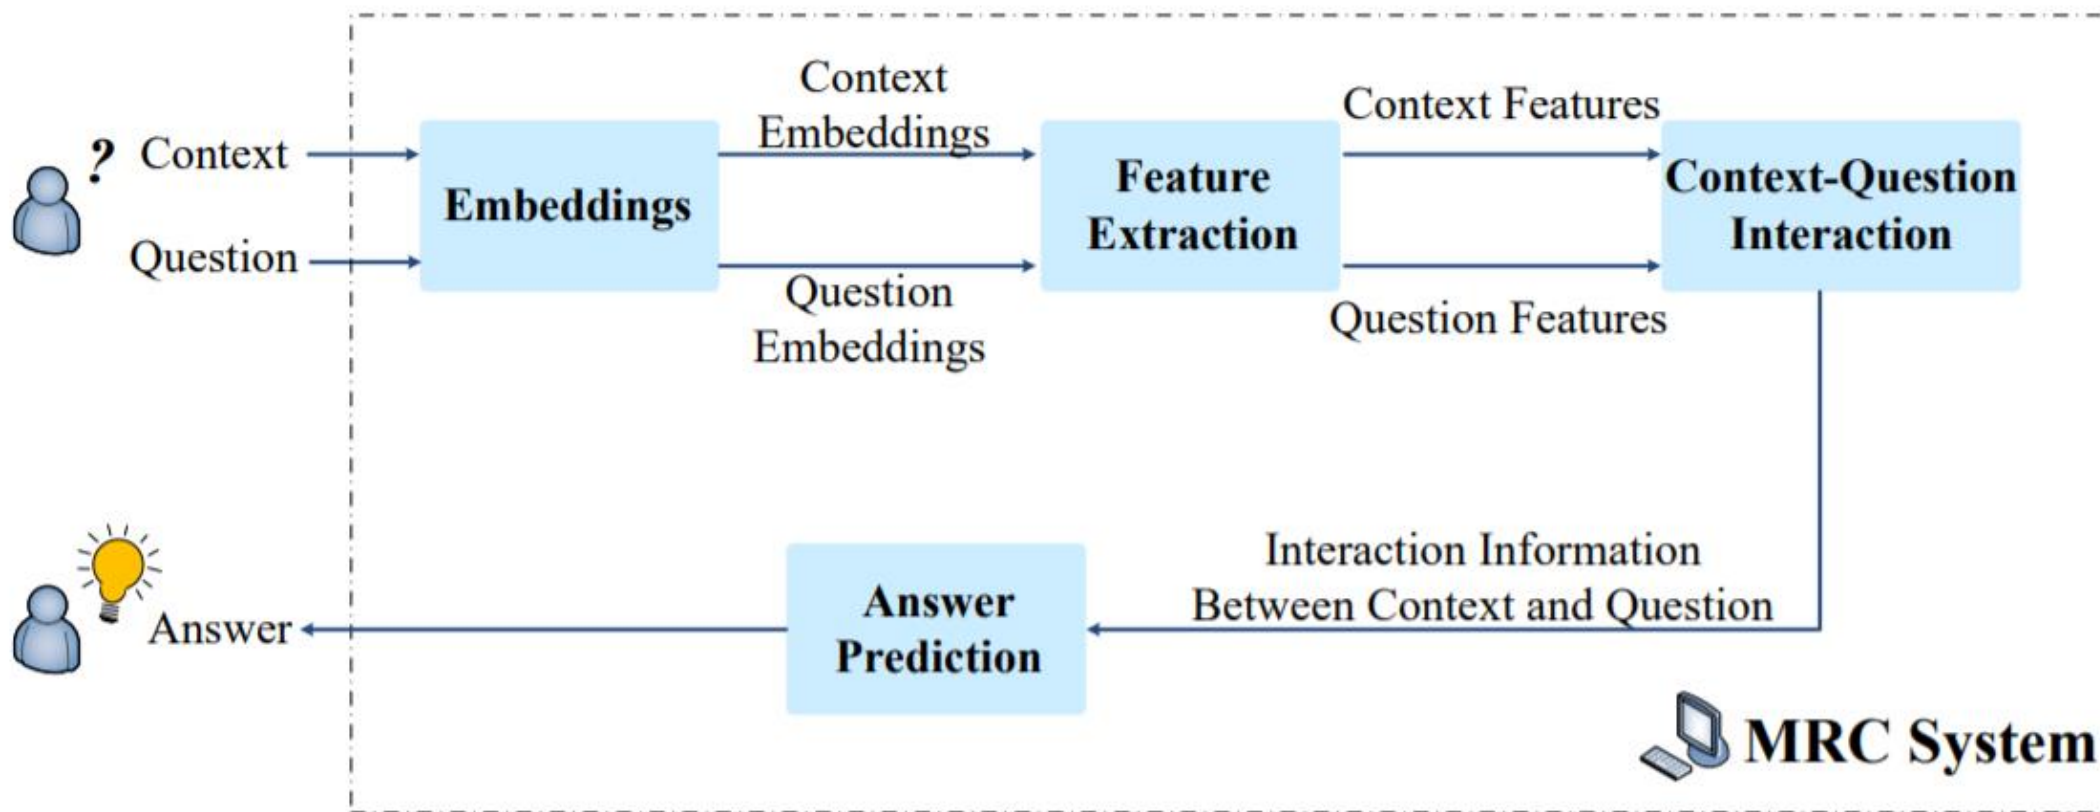 ?
Context
Question
Embeddings
Context
Embeddings
Question
Embeddings
Feature
Extraction
Context Features
Question Features
Context-Question
Interaction
Interaction Information
Between Context and Question
Answer
Prediction
Answer
MRC System